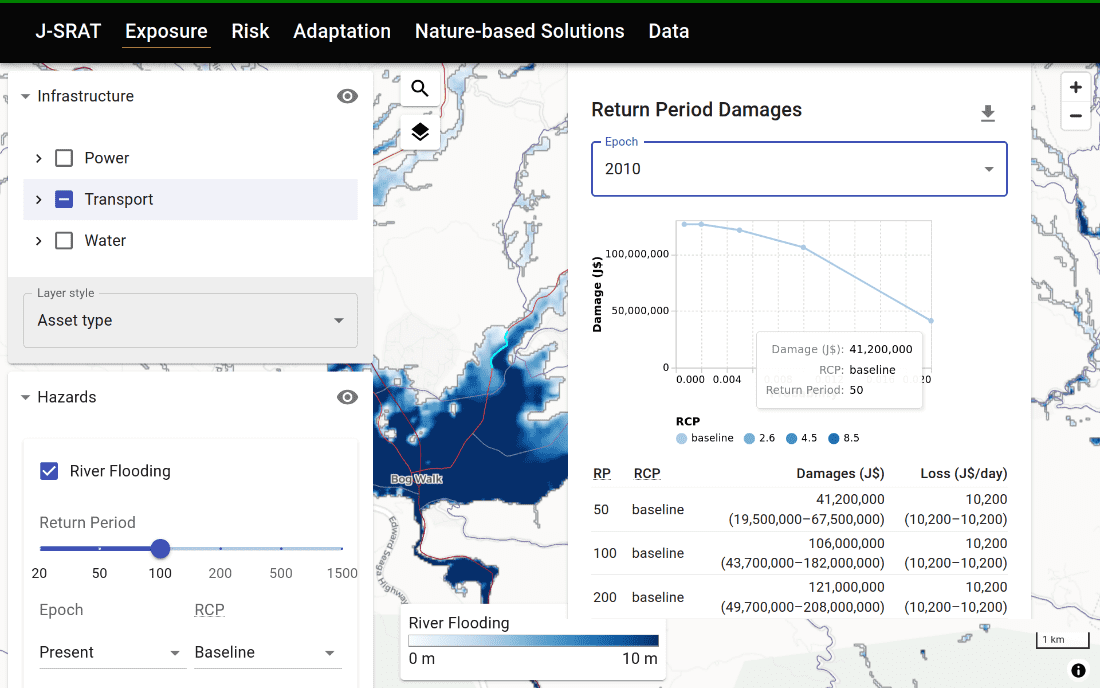 J-SRAT Exposure Risk Adaptation Nature-based Solutions Data
Infrastructure
Power
Transport
Water
Layer style
Asset type
Hazards
River Flooding
Return Period
20 50 100 200 500 1500
Epoch RCP
Present Baseline
Bog Walk
Edward Seaga Highway
River Flooding
0 m 10 m
Return Period Damages
Epoch
2010
Damage (J$)
100,000,000
50,000,000
0
0.000 0.004 0.020
Damage (J$): 41,200,000
RCP: baseline
Return Period: 50
RCP
baseline 2.6 4.5 8.5
RP RCP Damages (J$) Loss (J$/day)
50 baseline 41,200,000 10,200
(19,500,000–67,500,000) (10,200–10,200)
100 baseline 106,000,000 10,200
(43,700,000–182,000,000) (10,200–10,200)
200 baseline 121,000,000 10,200
(49,700,000–208,000,000) (10,200–10,200)
+
−
1 km